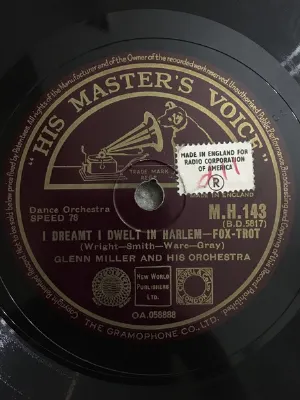 "HIS MASTER'S VOICE"
TRADE MARK
MADE IN ENGLAND FOR
RADIO CORPORATION
OF AMERICA
®
IN ENGLAND
Dance Orchestra
SPEED 78
M.H.143
(B.D.5817)
I DREAMT I DWELT IN HARLEM—FOX-TROT
(Wright—Smith—Ware—Gray)
GLENN MILLER AND HIS ORCHESTRA
NEW WORLD
Publishers
Ltd.
OA.058888
THE GRAMOPHONE CO., LTD.